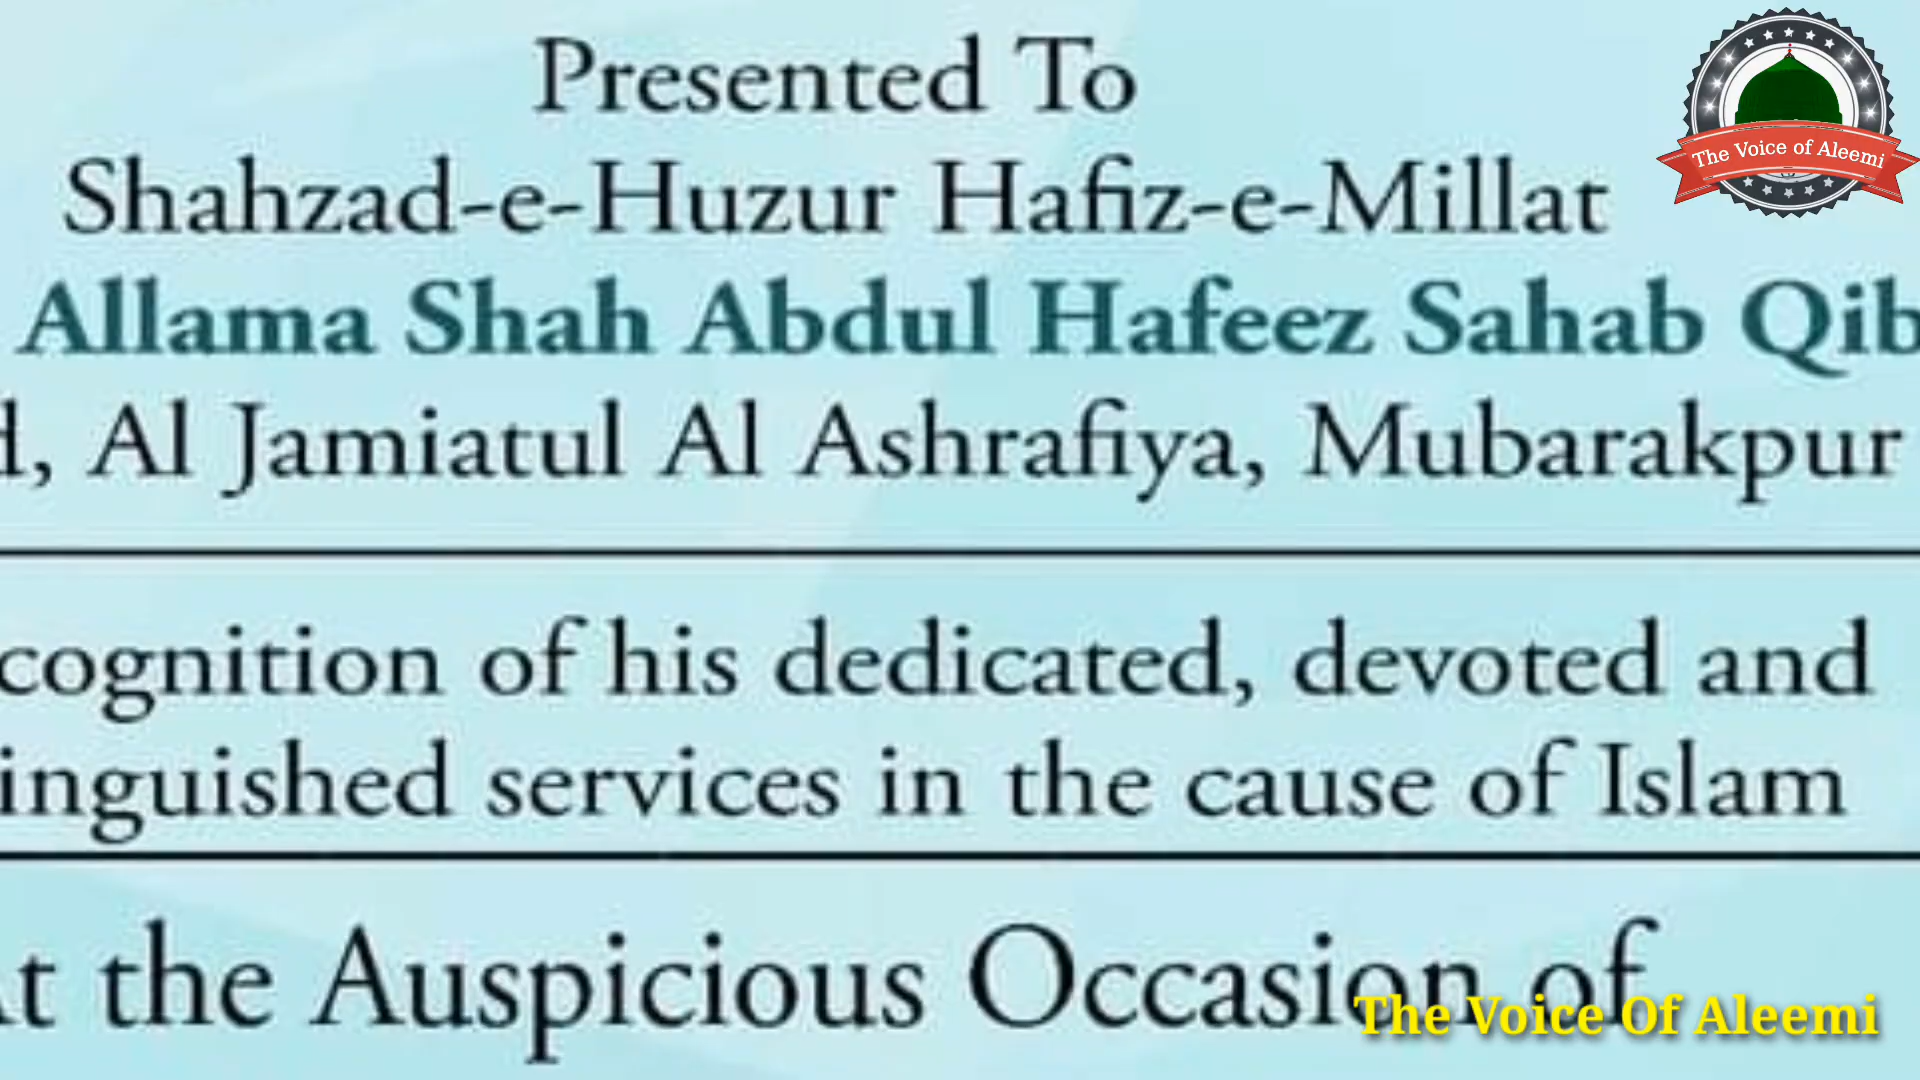 Presented To
The Voice of Aleemi
Shahzad-e-Huzur Hafiz-e-Millat
Allama Shah Abdul Hafeez Sahab Qib
d, Al Jamiatul Al Ashrafiya, Mubarakpur
cognition of his dedicated, devoted and
inguished services in the cause of Islam
At the Auspicious Occasion of
The Voice Of Aleemi